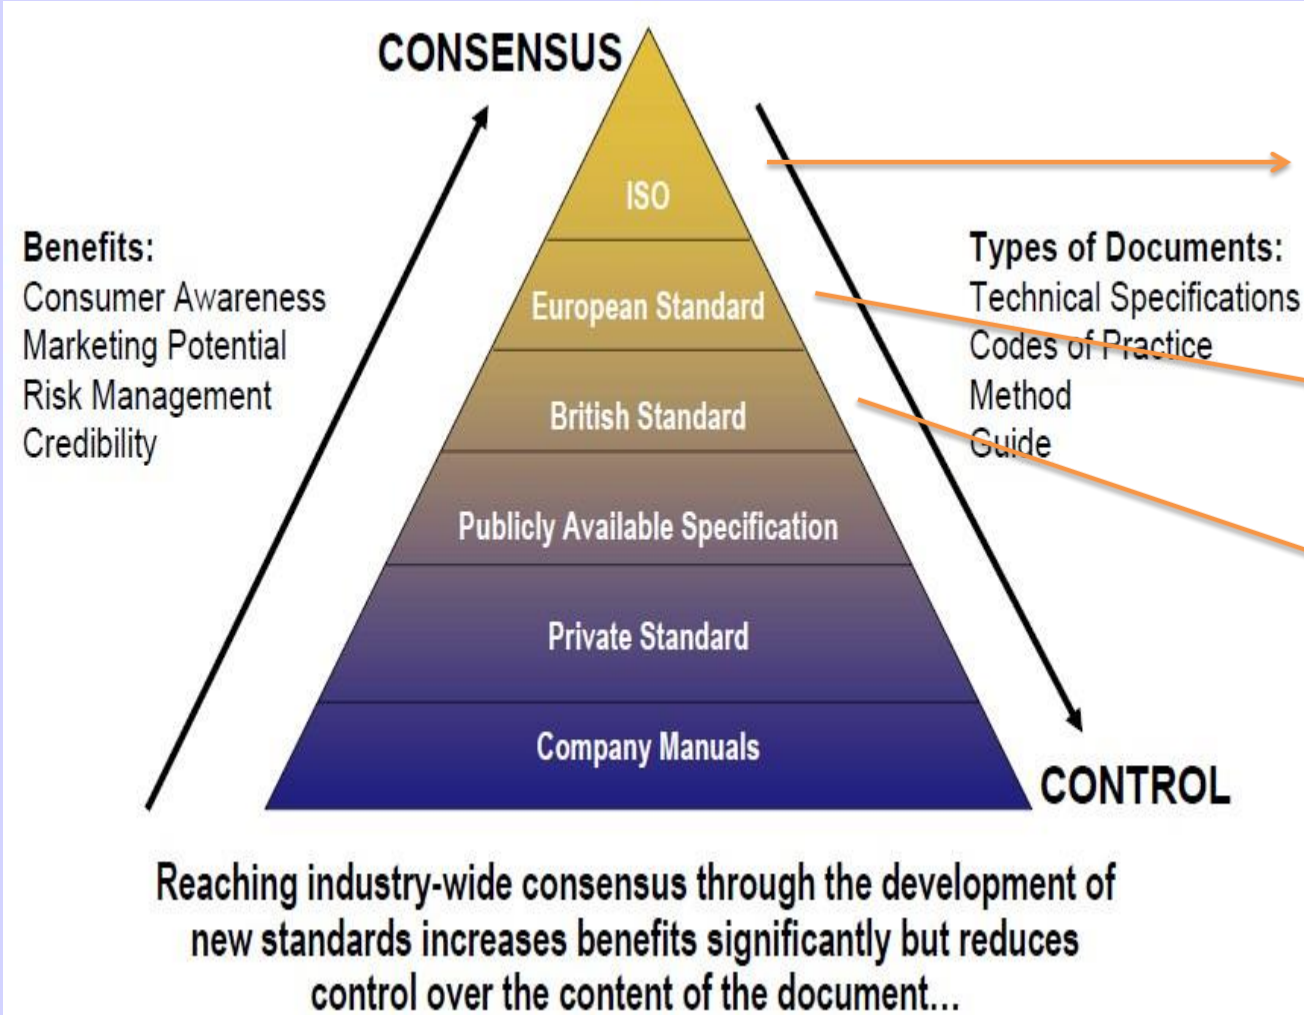 CONSENSUS
ISO
European Standard
British Standard
Publicly Available Specification
Private Standard
Company Manuals
Benefits:
Consumer Awareness
Marketing Potential
Risk Management
Credibility
Types of Documents:
Technical Specifications
Codes of Practice
Method
Guide
CONTROL
Reaching industry-wide consensus through the development of
new standards increases benefits significantly but reduces
control over the content of the document...